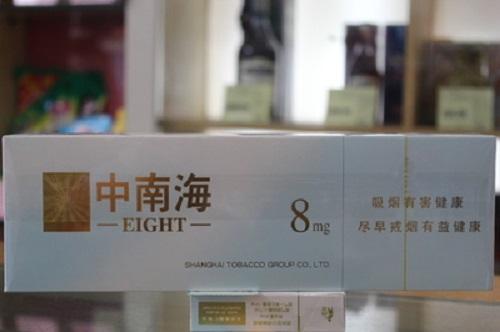 中南海
—EIGHT—
8mg
吸烟有害健康
尽早戒烟有益健康
SHANGHAI TOBACCO GROUP CO., LTD.